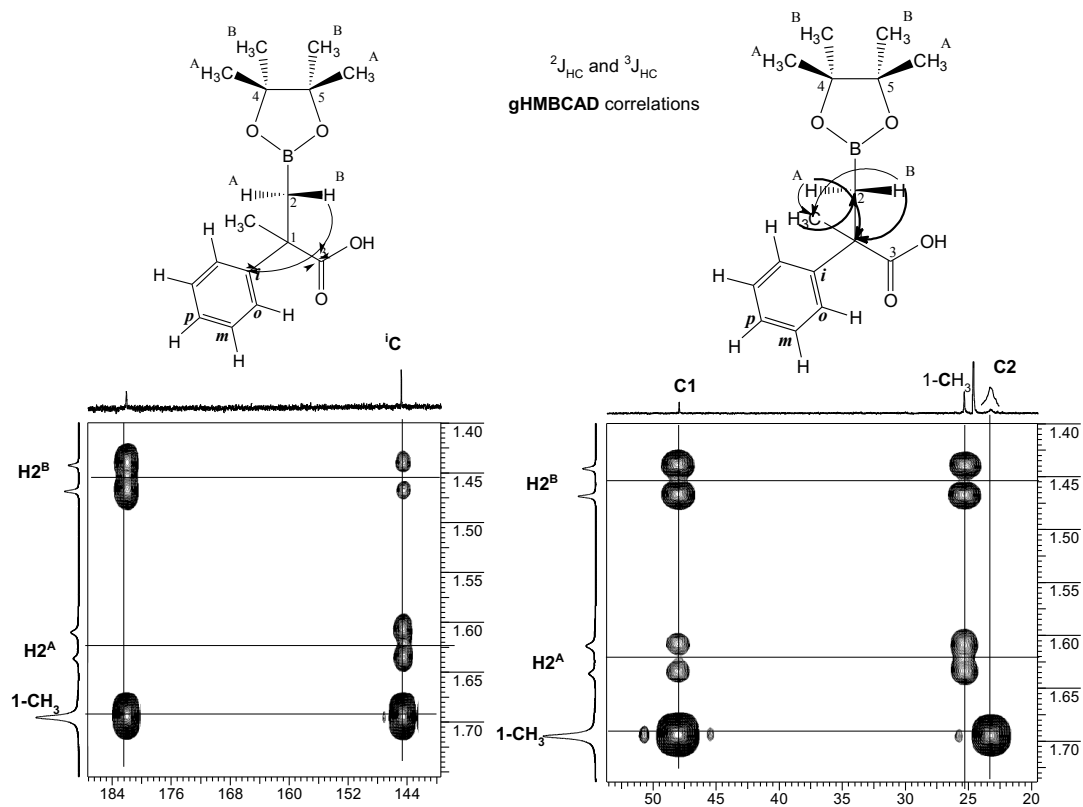 B
B
H3C
CH3
A
A
H3C
CH3
4
5
O
O
B
A
B
H
H
2
H3C
1
OH
3
H
i
O
H
o
H
p
m
H
H
²JHC and ³JHC
gHMBCAD correlations
B
B
H3C
CH3
A
A
H3C
CH3
4
5
O
O
B
A
B
H
H
2
H3C
1
OH
3
H
i
O
H
o
H
p
m
H
H
iC
H2B
H2A
1-CH3
1.40
1.45
1.50
1.55
1.60
1.65
1.70
184 176 168 160 152 144
C1
1-CH3
C2
H2B
H2A
1-CH3
1.40
1.45
1.50
1.55
1.60
1.65
1.70
50 45 40 35 30 25 20